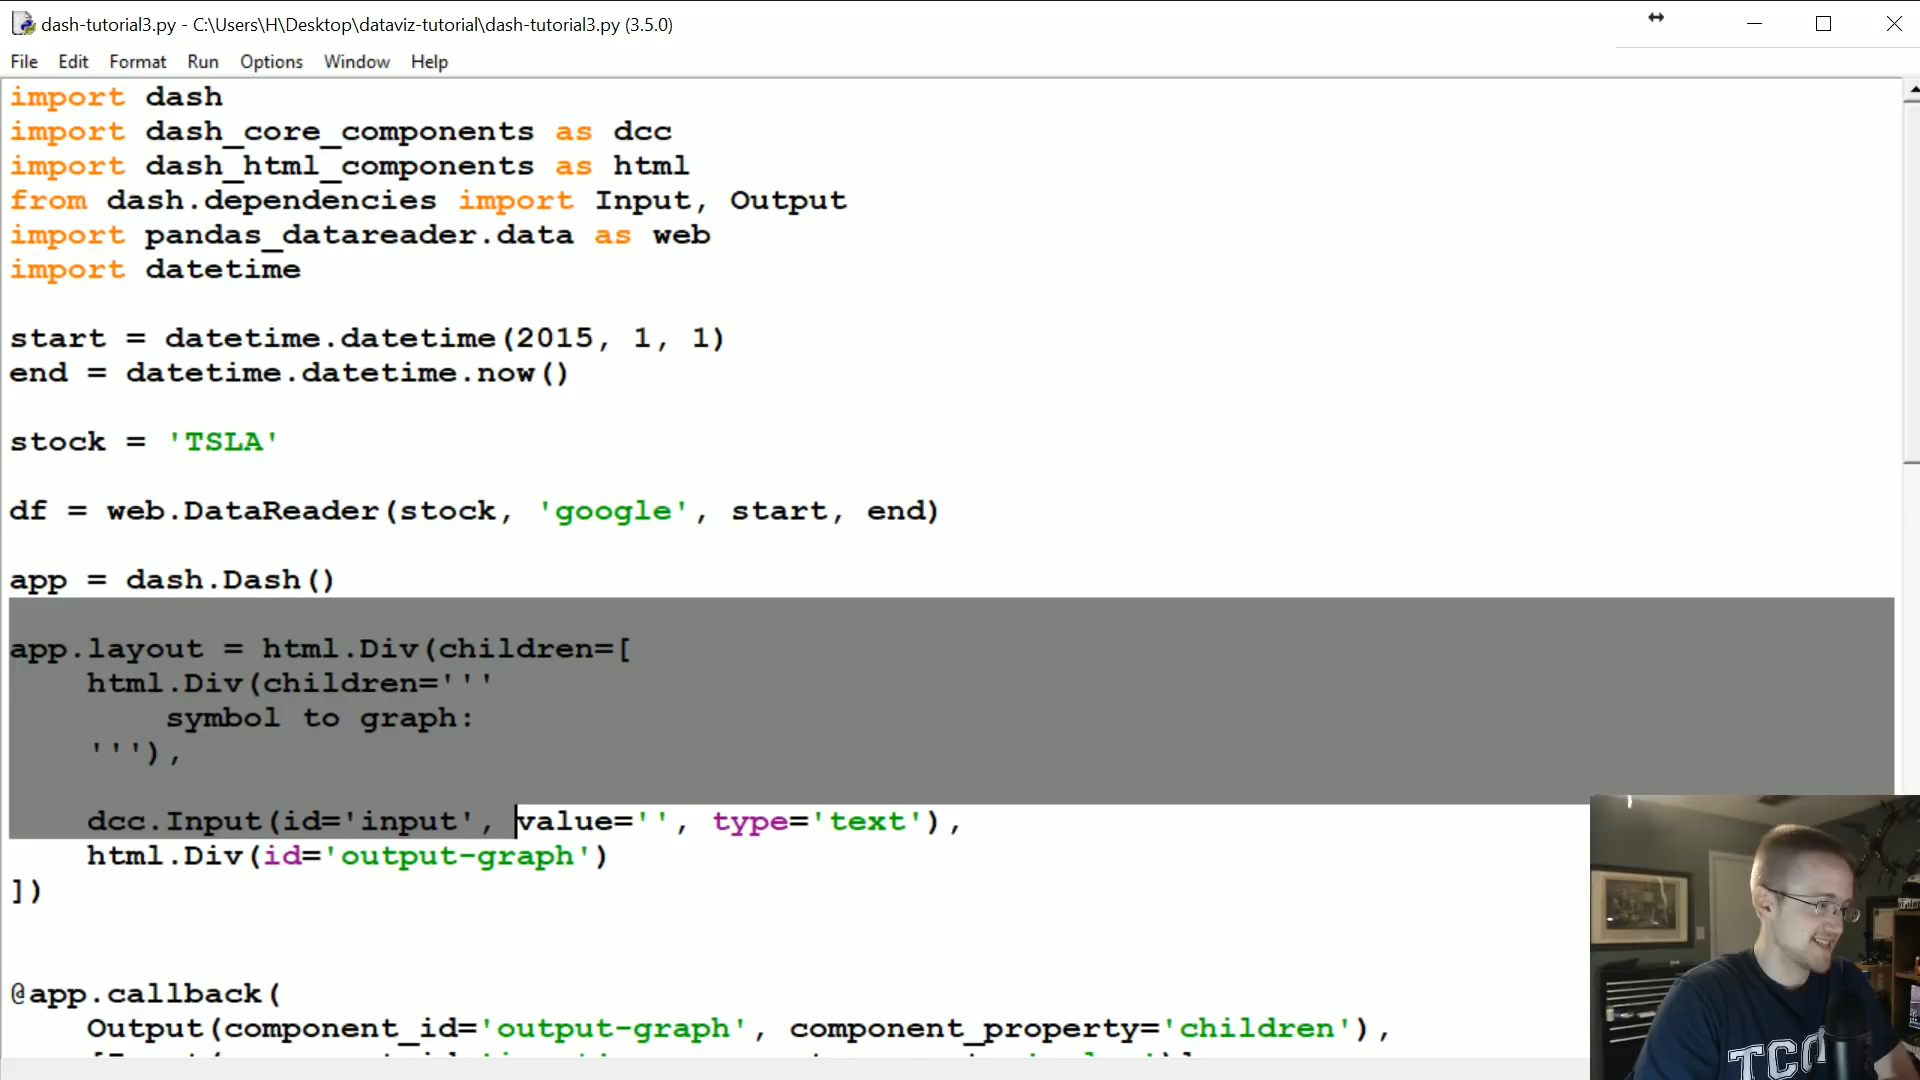 dash-tutorial3.py - C:\Users\H\Desktop\dataviz-tutorial\dash-tutorial3.py (3.5.0)
File Edit Format Run Options Window Help
import dash
import dash_core_components as dcc
import dash_html_components as html
from dash.dependencies import Input, Output
import pandas_datareader.data as web
import datetime
start = datetime.datetime(2015, 1, 1)
end = datetime.datetime.now()
stock = 'TSLA'
df = web.DataReader(stock, 'google', start, end)
app = dash.Dash()
app.layout = html.Div(children=[
    html.Div(children='''
        symbol to graph:
    '''),
    dcc.Input(id='input', value='', type='text'),
    html.Div(id='output-graph')
])
@app.callback(
    Output(component_id='output-graph', component_property='children'),